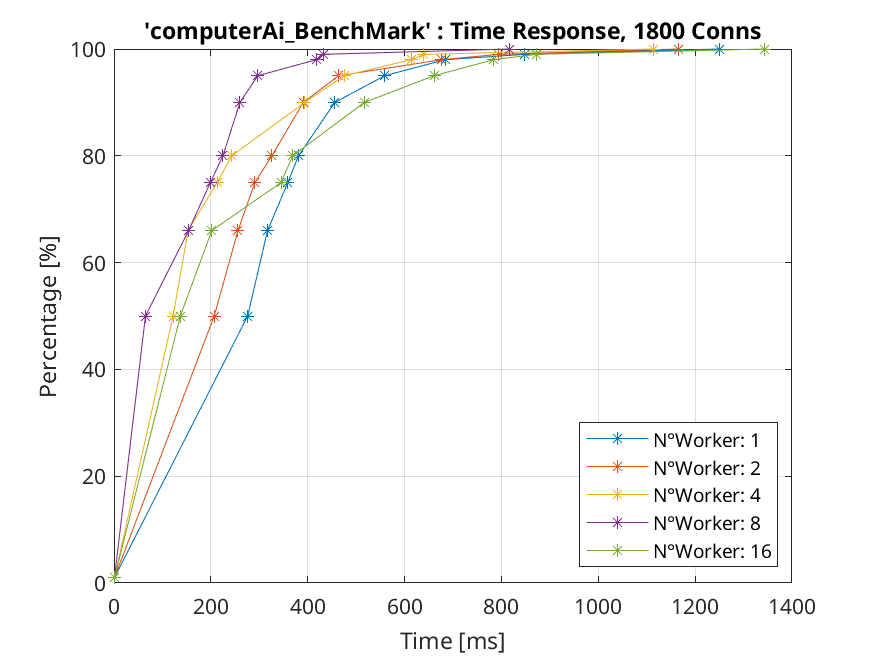 'computerAi_BenchMark' : Time Response, 1800 Conns
100
80
60
40
20
0
Percentage [%]
0 200 400 600 800 1000 1200 1400
Time [ms]
N°Worker: 1
N°Worker: 2
N°Worker: 4
N°Worker: 8
N°Worker: 16